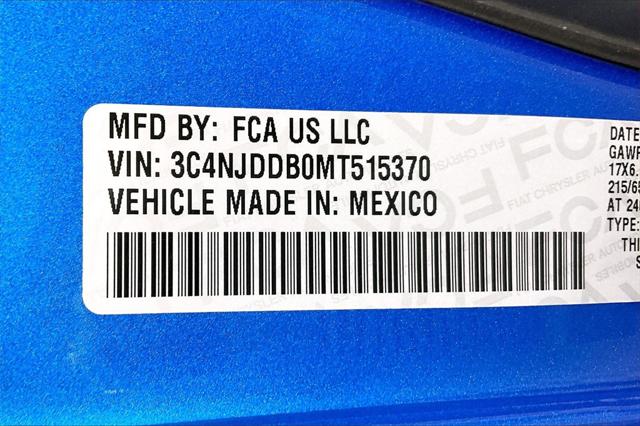 MFD BY: FCA US LLC
VIN: 3C4NJDDB0MT515370
VEHICLE MADE IN: MEXICO
DATE
GAWR
17X6.
215/65
AT 24
TYPE:
THI
S